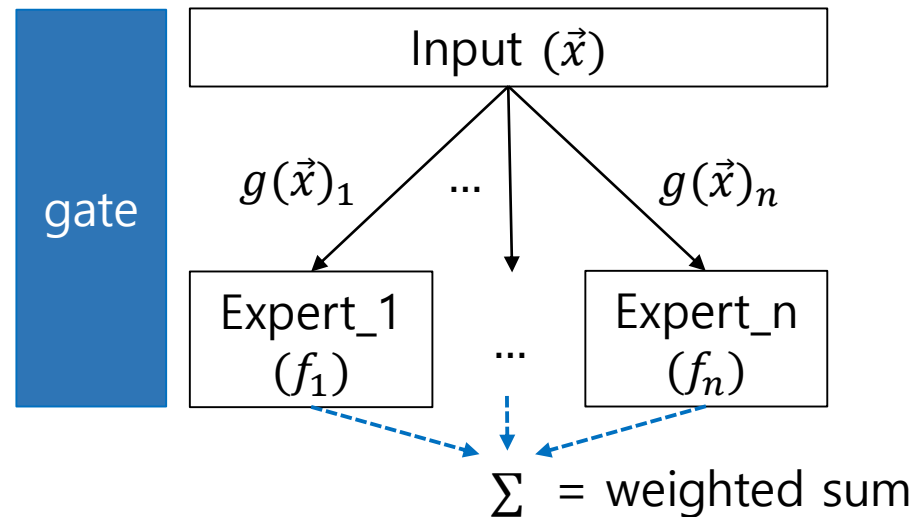 Input (x⃗)
gate
g(x⃗)₁
...
g(x⃗)ₙ
Expert_1
(f₁)
...
Expert_n
(fₙ)
∑ = weighted sum